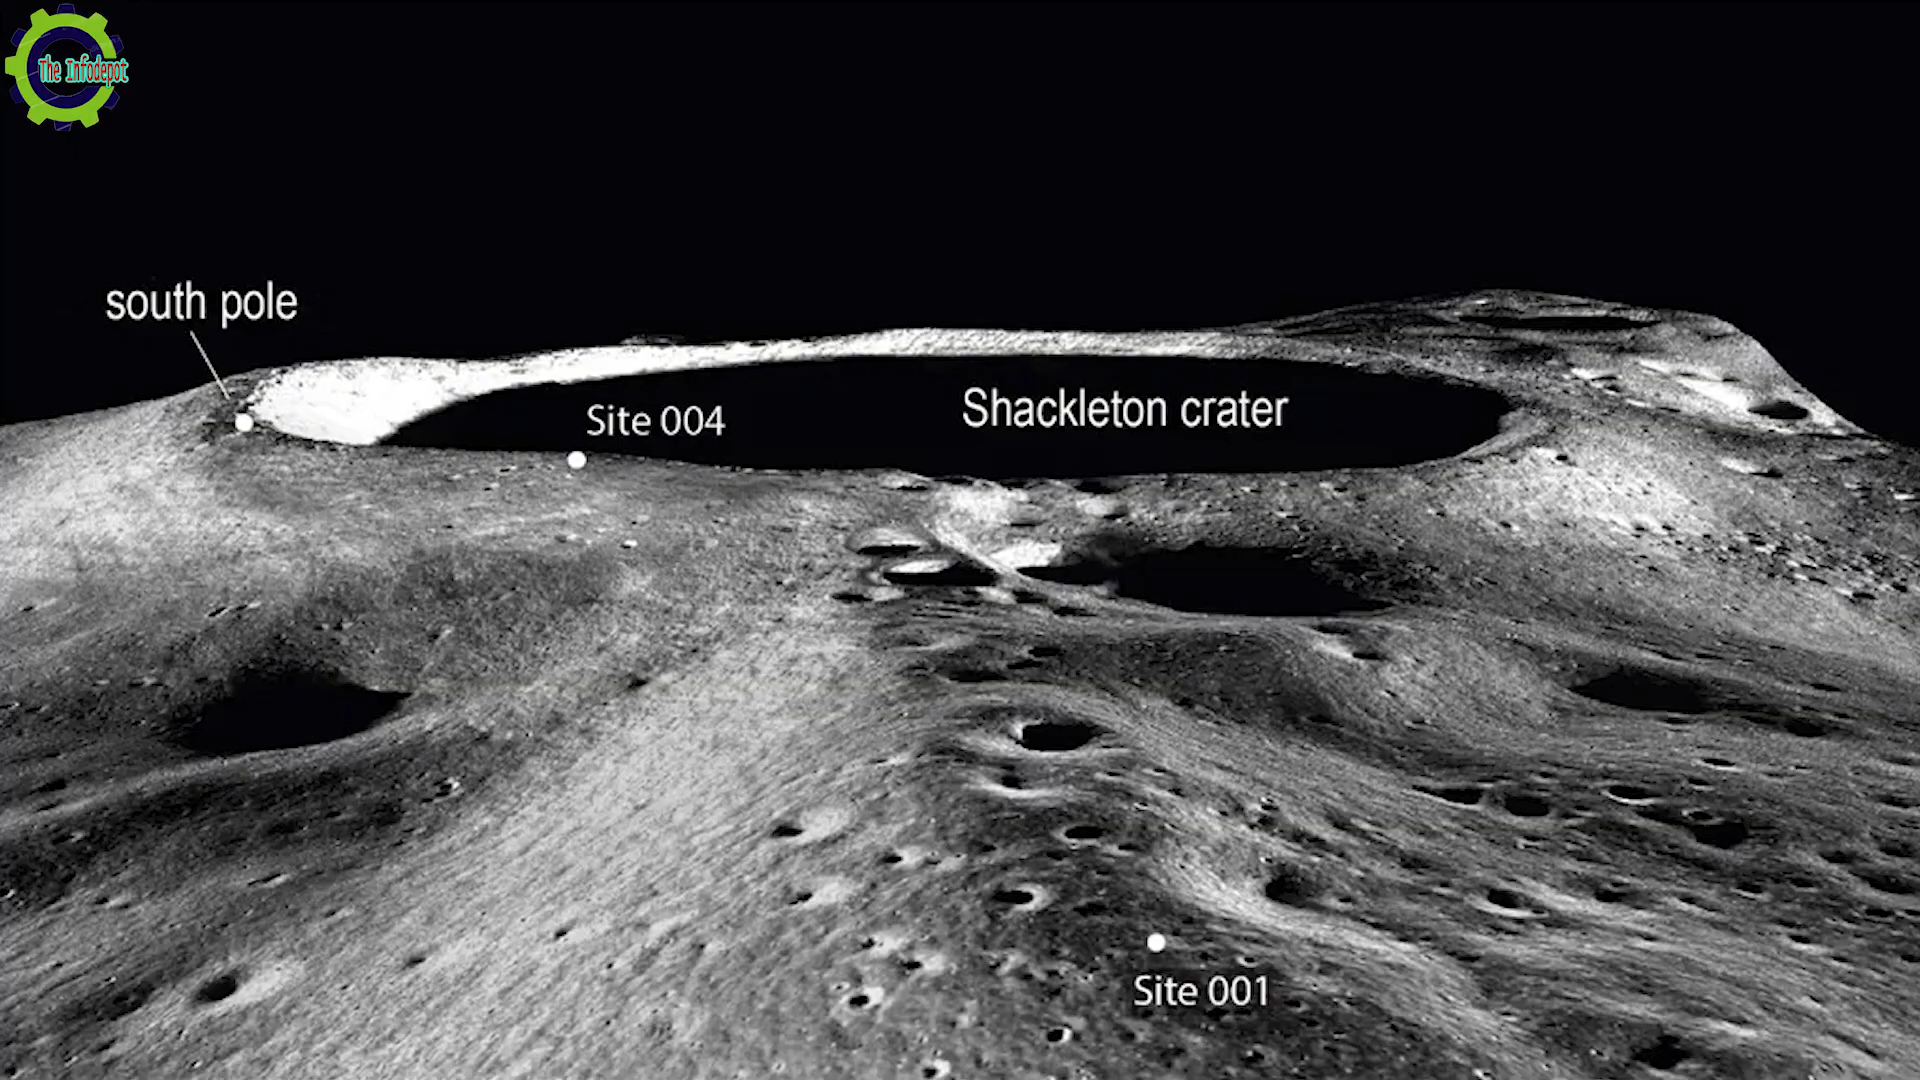 The Infodepot
south pole
Site 004
Shackleton crater
Site 001